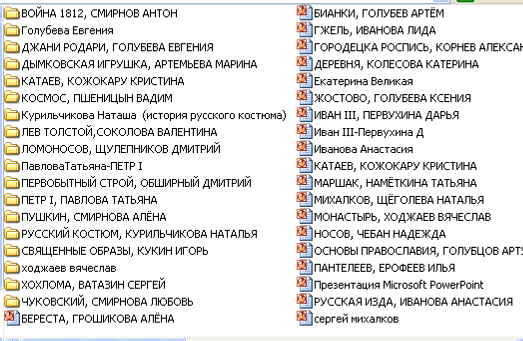 ВОЙНА 1812, СМИРНОВ АНТОН
Голубева Евгения
ДЖАНИ РОДАРИ, ГОЛУБЕВА ЕВГЕНИЯ
ДЫМКОВСКАЯ ИГРУШКА, АРТЕМЬЕВА МАРИНА
КАТАЕВ, КОЖОКАРУ КРИСТИНА
КОСМОС, ПШЕНИЦЫН ВАДИМ
Курильчикова Наташа (история русского костюма)
ЛЕВ ТОЛСТОЙ,СОКОЛОВА ВАЛЕНТИНА
ЛОМОНОСОВ, ЩУЛЕПНИКОВ ДМИТРИЙ
ПавловаТатьяна-ПЕТР I
ПЕРВОБЫТНЫЙ СТРОЙ, ОБШИРНЫЙ ДМИТРИЙ
ПЕТР I, ПАВЛОВА ТАТЬЯНА
ПУШКИН, СМИРНОВА АЛЁНА
РУССКИЙ КОСТЮМ, КУРИЛЬЧИКОВА НАТАЛЬЯ
СВЯЩЕННЫЕ ОБРАЗЫ, КУКИН ИГОРЬ
ходжаев вячеслав
ХОХЛОМА, ВАТАЗИН СЕРГЕЙ
ЧУКОВСКИЙ, СМИРНОВА ЛЮБОВЬ
БЕРЕСТА, ГРОШИКОВА АЛЁНА
БИАНКИ, ГОЛУБЕВ АРТЁМ
ГЖЕЛЬ, ИВАНОВА ЛИДА
ГОРОДЕЦКА РОСПИСЬ, КОРНЕВ АЛЕКСАН
ДЕРЕВНЯ, КОЛЕСОВА КАТЕРИНА
Екатерина Великая
ЖОСТОВО, ГОЛУБЕВА КСЕНИЯ
ИВАН III, ПЕРВУХИНА ДАРЬЯ
Иван III-Первухина Д
Иванова Анастасия
КАТАЕВ, КОЖОКАРУ КРИСТИНА
МАРШАК, НАМЁТКИНА ТАТЬЯНА
МИХАЛКОВ, ЩЁГОЛЕВА НАТАЛЬЯ
МОНАСТЫРЬ, ХОДЖАЕВ ВЯЧЕСЛАВ
НОСОВ, ЧЕБАН НАДЕЖДА
ОСНОВЫ ПРАВОСЛАВИЯ, ГОЛУБЦОВ АРТУ
ПАНТЕЛЕЕВ, ЕРОФЕЕВ ИЛЬЯ
Презентация Microsoft PowerPoint
РУССКАЯ ИЗДА, ИВАНОВА АНАСТАСИЯ
сергей михалков